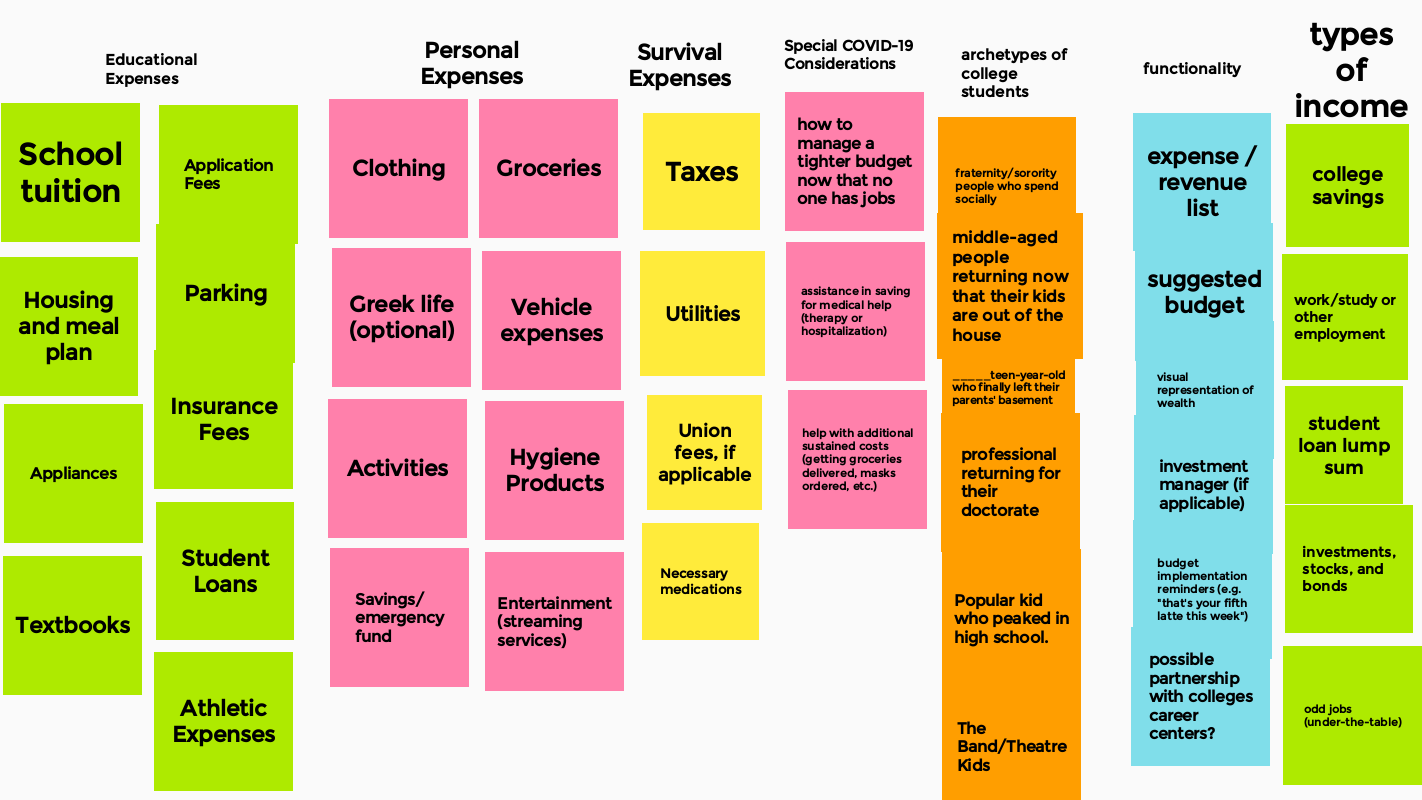 Educational
Expenses
School
tuition
Housing
and meal
plan
Appliances
Textbooks
Application
Fees
Parking
Insurance
Fees
Student
Loans
Athletic
Expenses
Personal
Expenses
Clothing
Greek life
(optional)
Activities
Savings/
emergency
fund
Groceries
Vehicle
expenses
Hygiene
Products
Entertainment
(streaming
services)
Survival
Expenses
Taxes
Utilities
Union
fees, if
applicable
Necessary
medications
Special COVID-19
Considerations
how to
manage a
tighter budget
now that no
one has jobs
assistance in saving
for medical help
(therapy or
hospitalization)
help with additional
sustained costs
(getting groceries
delivered, masks
ordered, etc.)
archetypes of
college
students
fraternity/sorority
people who spend
socially
middle-aged
people
returning now
that their kids
are out of the
house
_____teen-year-old
who finally left their
parents' basement
professional
returning for
their
doctorate
Popular kid
who peaked in
high school.
The
Band/Theatre
Kids
functionality
expense /
revenue
list
suggested
budget
visual
representation of
wealth
investment
manager (if
applicable)
budget
implementation
reminders (e.g.
"that's your fifth
latte this week")
possible
partnership
with colleges
career
centers?
types
of
income
college
savings
work/study or
other
employment
student
loan lump
sum
investments,
stocks, and
bonds
odd jobs
(under-the-table)